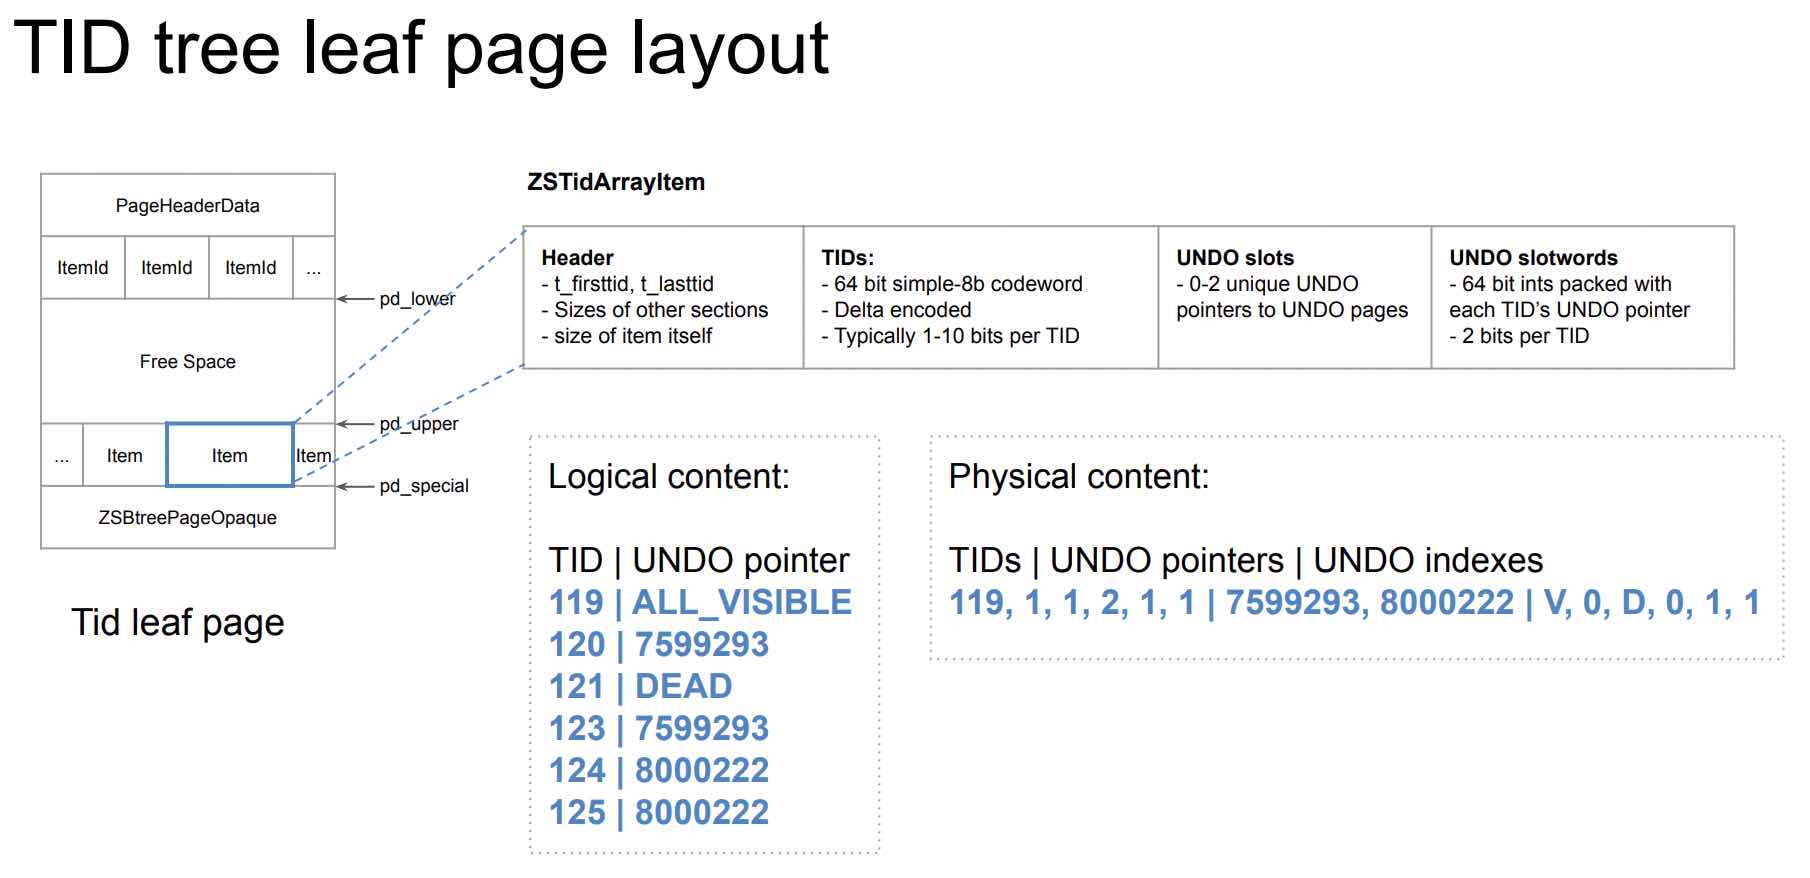 TID tree leaf page layout
PageHeaderData
ItemId ItemId ItemId ...
pd_lower
Free Space
pd_upper
... Item Item Item
pd_special
ZSBtreePageOpaque
Tid leaf page
ZSTidArrayItem
Header
- t_firsttid, t_lasttid
- Sizes of other sections
- size of item itself
TIDs:
- 64 bit simple-8b codeword
- Delta encoded
- Typically 1-10 bits per TID
UNDO slots
- 0-2 unique UNDO
pointers to UNDO pages
UNDO slotwords
- 64 bit ints packed with
each TID's UNDO pointer
- 2 bits per TID
Logical content:
TID | UNDO pointer
119 | ALL_VISIBLE
120 | 7599293
121 | DEAD
123 | 7599293
124 | 8000222
125 | 8000222
Physical content:
TIDs | UNDO pointers | UNDO indexes
119, 1, 1, 2, 1, 1 | 7599293, 8000222 | V, 0, D, 0, 1, 1